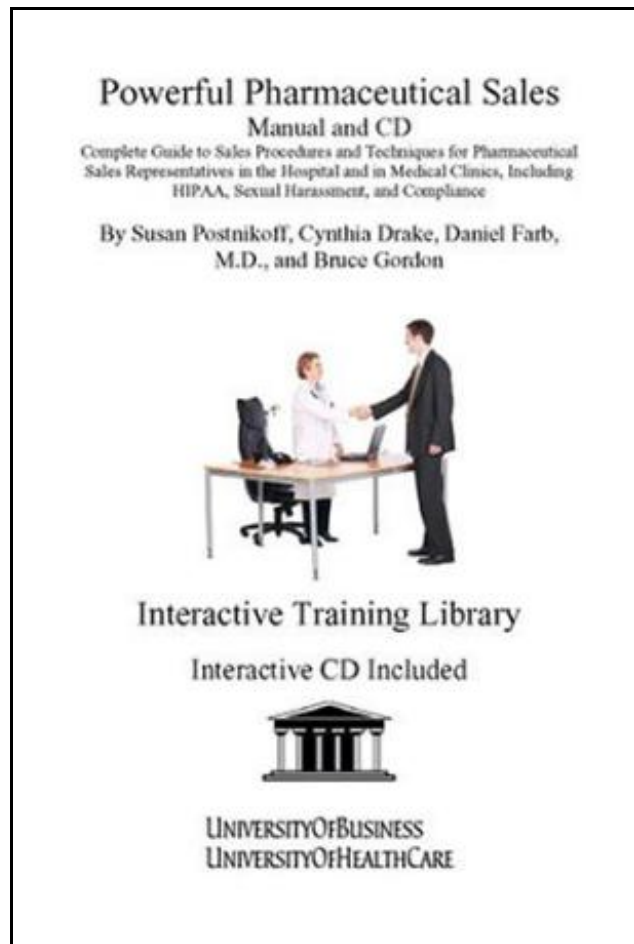 Powerful Pharmaceutical Sales
Manual and CD
Complete Guide to Sales Procedures and Techniques for Pharmaceutical
Sales Representatives in the Hospital and in Medical Clinics, Including
HIPAA, Sexual Harassment, and Compliance
By Susan Postnikoff, Cynthia Drake, Daniel Farb,
M.D., and Bruce Gordon
Interactive Training Library
Interactive CD Included
UNIVERSITYOFBUSINESS
UNIVERSITYOFHEALTHCARE